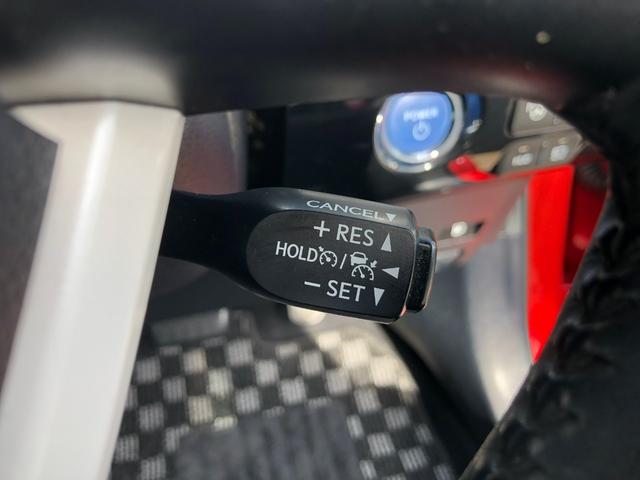 POWER
CANCEL▼
+ RES ▲
HOLD / ◀
− SET ▼